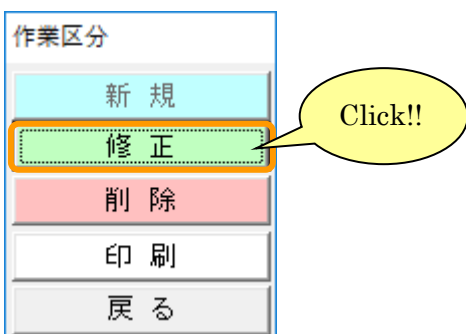 作業区分
新 規
修 正
Click!!
削 除
印 刷
戻 る